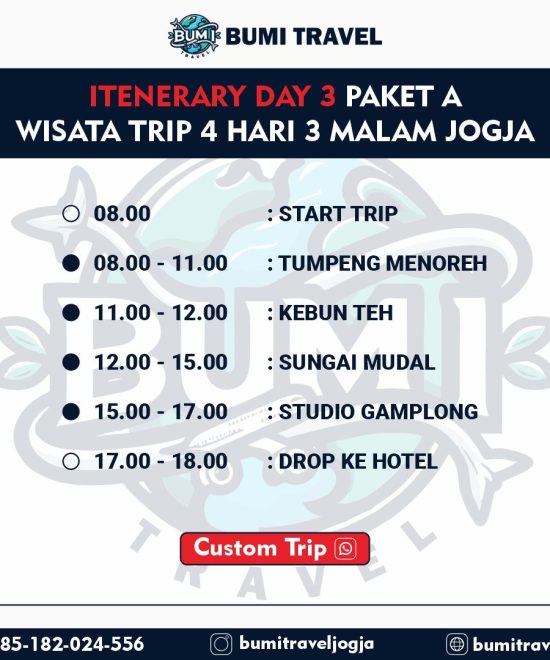 BUMI
TRAVEL
BUMI TRAVEL
ITENERARY DAY 3 PAKET A
WISATA TRIP 4 HARI 3 MALAM JOGJA
08.00 : START TRIP
08.00 - 11.00 : TUMPENG MENOREH
11.00 - 12.00 : KEBUN TEH
12.00 - 15.00 : SUNGAI MUDAL
15.00 - 17.00 : STUDIO GAMPLONG
17.00 - 18.00 : DROP KE HOTEL
BUMI
TRAVEL
Custom Trip
85-182-024-556
bumitraveljogja
bumitrav